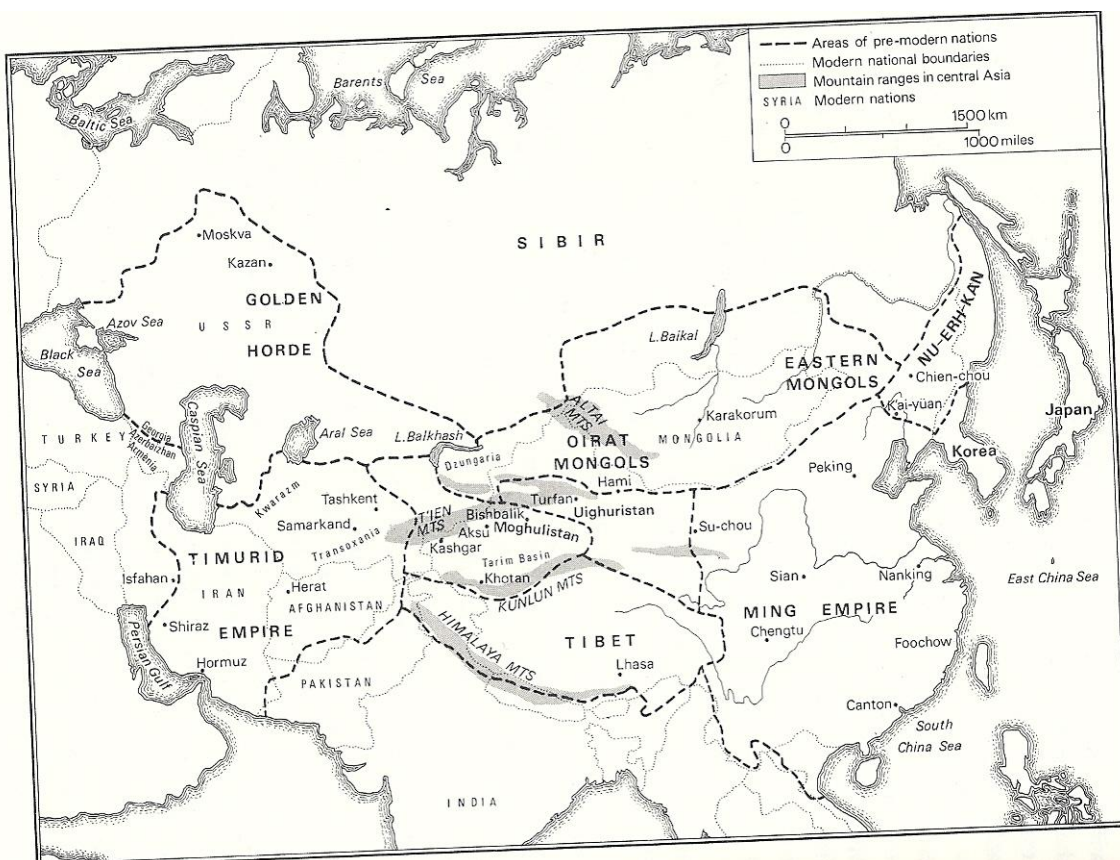 Areas of pre-modern nations
Modern national boundaries
Mountain ranges in central Asia
SYRIA Modern nations
0 1500 km
0 1000 miles
Barents Sea
Baltic Sea
SIBIR
Moskva
Kazan
GOLDEN
USSR
HORDE
Azov Sea
Black
Sea
L.Baikal
NU-ERH-KAN
EASTERN
MONGOLS
Chien-chou
K'ai-yüan
Japan
Korea
ALTAI
MTS
Karakorum
MONGOLIA
OIRAT
MONGOLS
Caspian Sea
Georgia
Azerbaizhan
Armenia
TURKEY
Aral Sea
L.Balkhash
Dzungaria
Hami
Peking
SYRIA
Kwarazm
Tashkent
Turfan
Uighuristan
T'IEN
MTS
Bishbalik
Aksu
Moghulistan
Su-chou
Samarkand
Transoxania
Kashgar
Tarim Basin
IRAQ
TIMURID
Khotan
KUNLUN MTS
Sian
Nanking
East China Sea
Isfahan
IRAN
Herat
AFGHANISTAN
MING EMPIRE
Chengtu
Foochow
Shiraz
EMPIRE
HIMALAYA MTS
TIBET
Lhasa
Persian Gulf
Hormuz
PAKISTAN
Canton
South
China Sea
INDIA